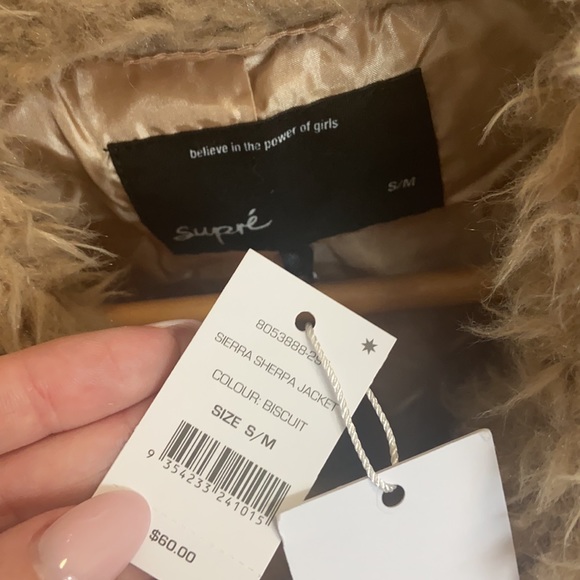 believe in the power of girls
S/M
supré
8053888-2
SIERRA SHERPA JACKET
COLOUR: BISCUIT
SIZE S/M
9 354233 241015
$60.00